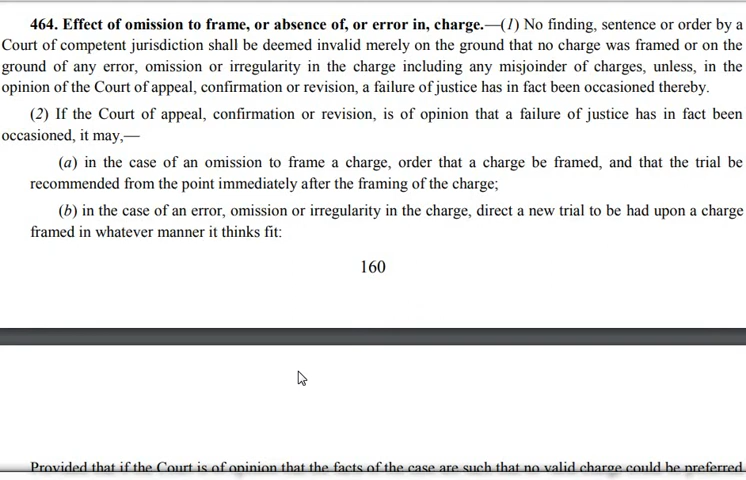 464. Effect of omission to frame, or absence of, or error in, charge.—(1) No finding, sentence or order by a
Court of competent jurisdiction shall be deemed invalid merely on the ground that no charge was framed or on the
ground of any error, omission or irregularity in the charge including any misjoinder of charges, unless, in the
opinion of the Court of appeal, confirmation or revision, a failure of justice has in fact been occasioned thereby.
(2) If the Court of appeal, confirmation or revision, is of opinion that a failure of justice has in fact been
occasioned, it may,—
(a) in the case of an omission to frame a charge, order that a charge be framed, and that the trial be
recommended from the point immediately after the framing of the charge;
(b) in the case of an error, omission or irregularity in the charge, direct a new trial to be had upon a charge
framed in whatever manner it thinks fit:
160
Provided that if the Court is of opinion that the facts of the case are such that no valid charge could be preferred